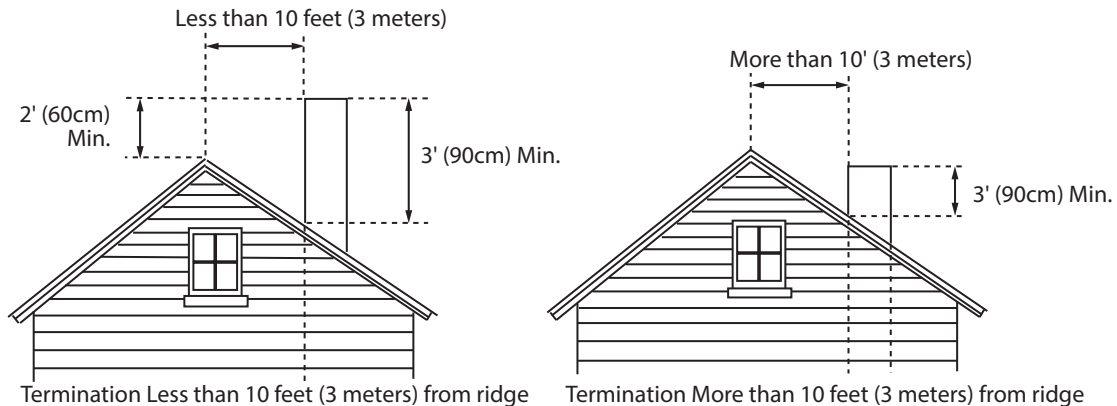 Less than 10 feet (3 meters)
2' (60cm)
Min.
3' (90cm) Min.
Termination Less than 10 feet (3 meters) from ridge
More than 10' (3 meters)
3' (90cm) Min.
Termination More than 10 feet (3 meters) from ridge